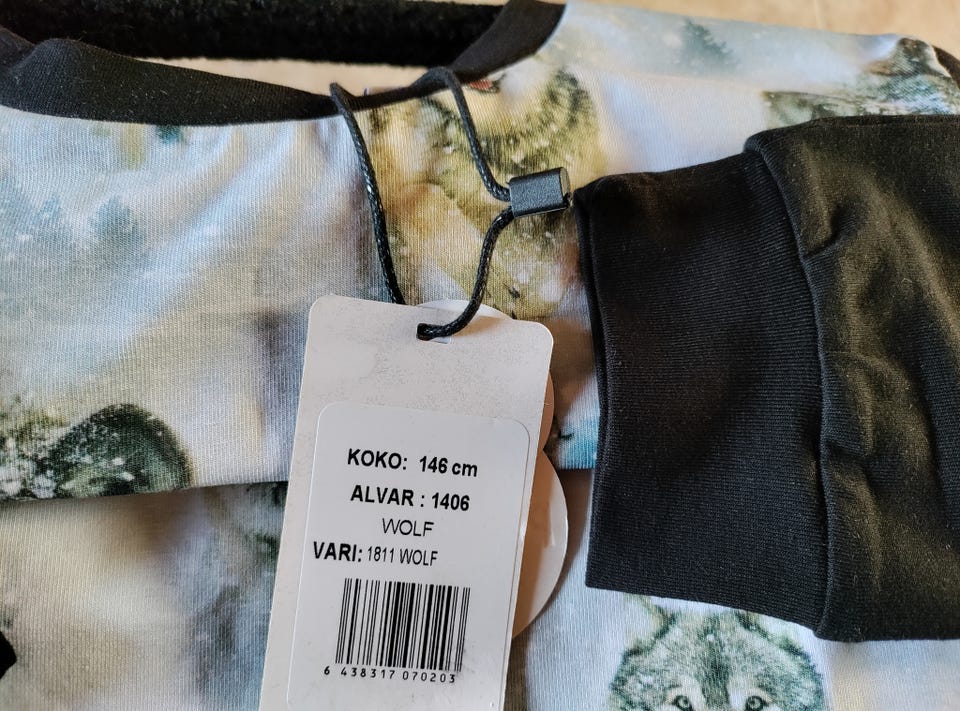 KOKO: 146 cm
ALVAR : 1406
WOLF
VARI: 1811 WOLF
6 438317 070203